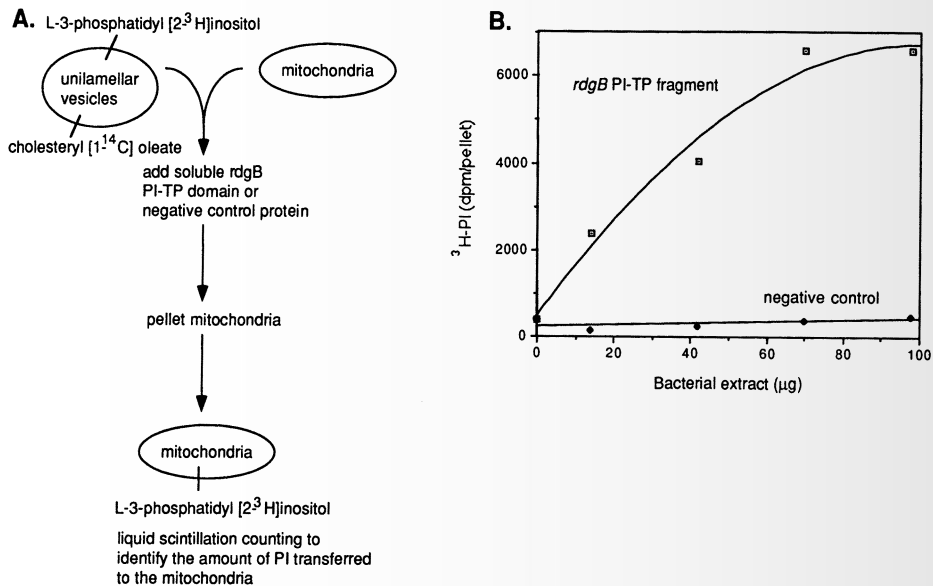 A.
L-3-phosphatidyl [2-³H]inositol
unilamellar
vesicles
mitochondria
cholesteryl [1-¹⁴C] oleate
add soluble rdgB
PI-TP domain or
negative control protein
pellet mitochondria
mitochondria
L-3-phosphatidyl [2-³H]inositol
liquid scintillation counting to
identify the amount of PI transferred
to the mitochondria
B.
³H-PI (dpm/pellet)
6000
4000
2000
0
rdgB PI-TP fragment
negative control
0 20 40 60 80 100
Bacterial extract (μg)